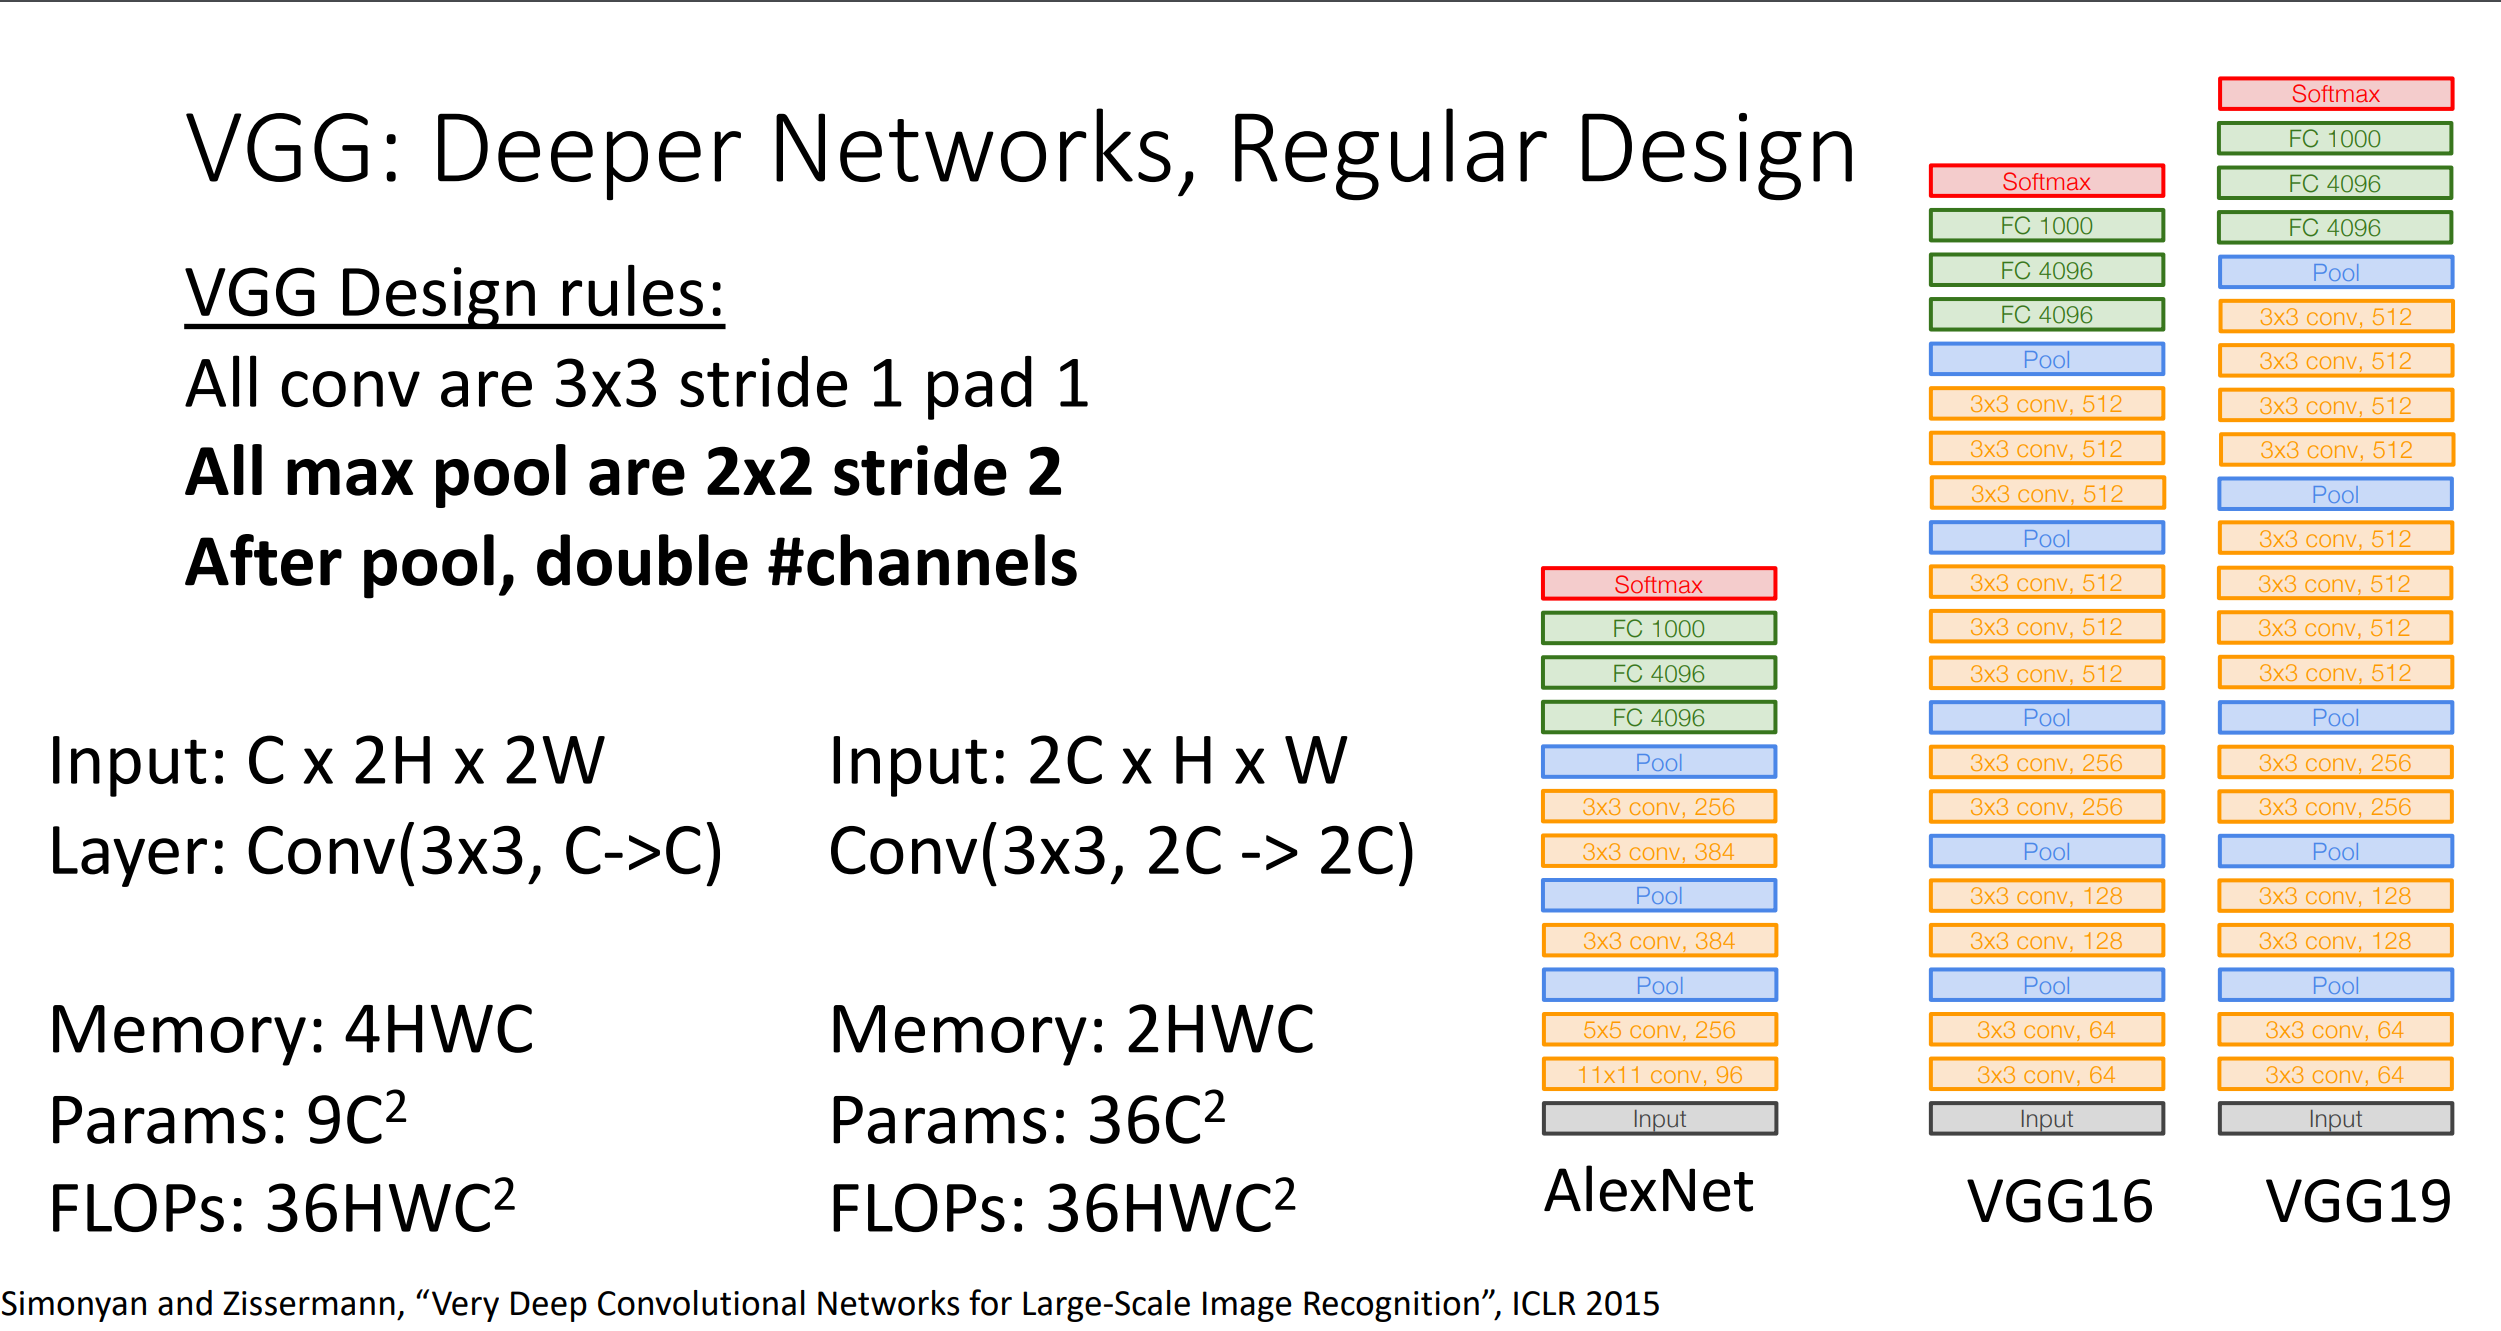 VGG: Deeper Networks, Regular Design
VGG Design rules:
All conv are 3x3 stride 1 pad 1
All max pool are 2x2 stride 2
After pool, double #channels
Input: C x 2H x 2W
Layer: Conv(3x3, C->C)
Memory: 4HWC
Params: 9C²
FLOPs: 36HWC²
Input: 2C x H x W
Conv(3x3, 2C -> 2C)
Memory: 2HWC
Params: 36C²
FLOPs: 36HWC²
Softmax
FC 1000
FC 4096
FC 4096
Pool
3x3 conv, 256
3x3 conv, 384
Pool
3x3 conv, 384
Pool
5x5 conv, 256
11x11 conv, 96
Input
AlexNet
Softmax
FC 1000
FC 4096
FC 4096
Pool
3x3 conv, 512
3x3 conv, 512
3x3 conv, 512
Pool
3x3 conv, 512
3x3 conv, 512
3x3 conv, 512
Pool
3x3 conv, 256
3x3 conv, 256
Pool
3x3 conv, 128
3x3 conv, 128
Pool
3x3 conv, 64
3x3 conv, 64
Input
VGG16
Softmax
FC 1000
FC 4096
FC 4096
Pool
3x3 conv, 512
3x3 conv, 512
3x3 conv, 512
3x3 conv, 512
Pool
3x3 conv, 512
3x3 conv, 512
3x3 conv, 512
3x3 conv, 512
Pool
3x3 conv, 256
3x3 conv, 256
Pool
3x3 conv, 128
3x3 conv, 128
Pool
3x3 conv, 64
3x3 conv, 64
Input
VGG19
Simonyan and Zissermann, “Very Deep Convolutional Networks for Large-Scale Image Recognition”, ICLR 2015